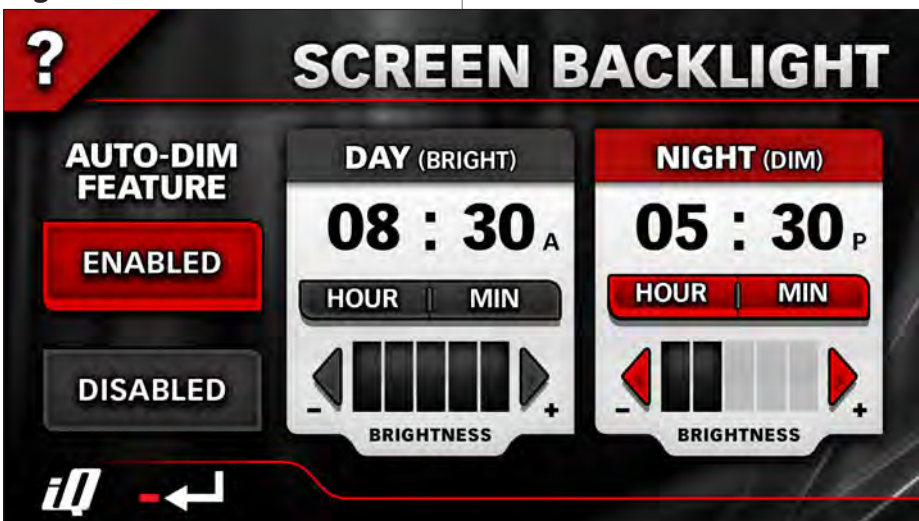 ?
SCREEN BACKLIGHT
AUTO-DIM
FEATURE
ENABLED
DISABLED
DAY (BRIGHT)
08 : 30 A
HOUR | MIN
- +
BRIGHTNESS
NIGHT (DIM)
05 : 30 P
HOUR | MIN
- +
BRIGHTNESS
iQ